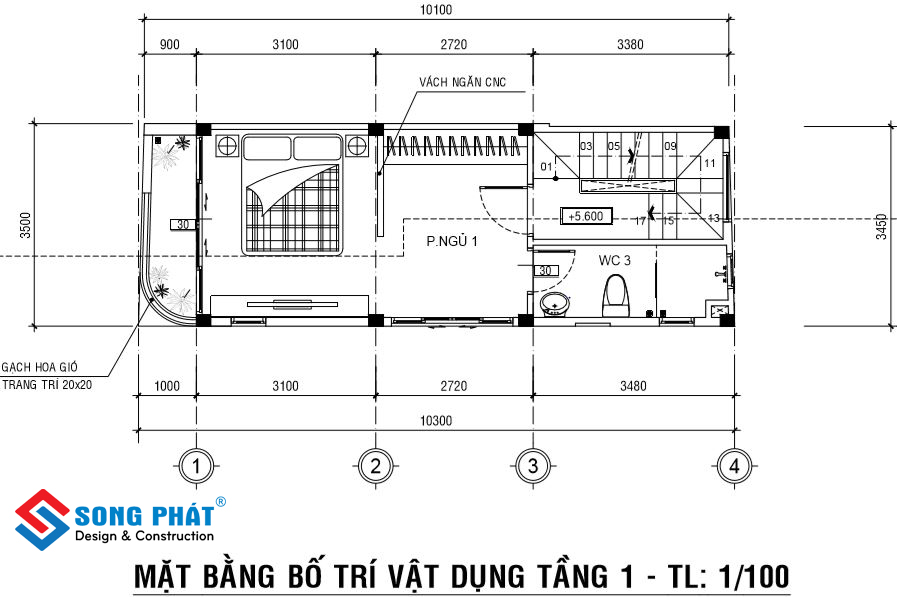 10100
900 3100 2720 3380
VÁCH NGĂN CNC
03 05 09
01 11
+5.600
17 15 13
30
3500
3450
P.NGỦ 1
WC 3
30
GẠCH HOA GIÓ
TRANG TRÍ 20x20
1000 3100 2720 3480
10300
1 2 3 4
SONG PHÁT®
Design & Construction
MẶT BẰNG BỐ TRÍ VẬT DỤNG TẦNG 1 - TL: 1/100